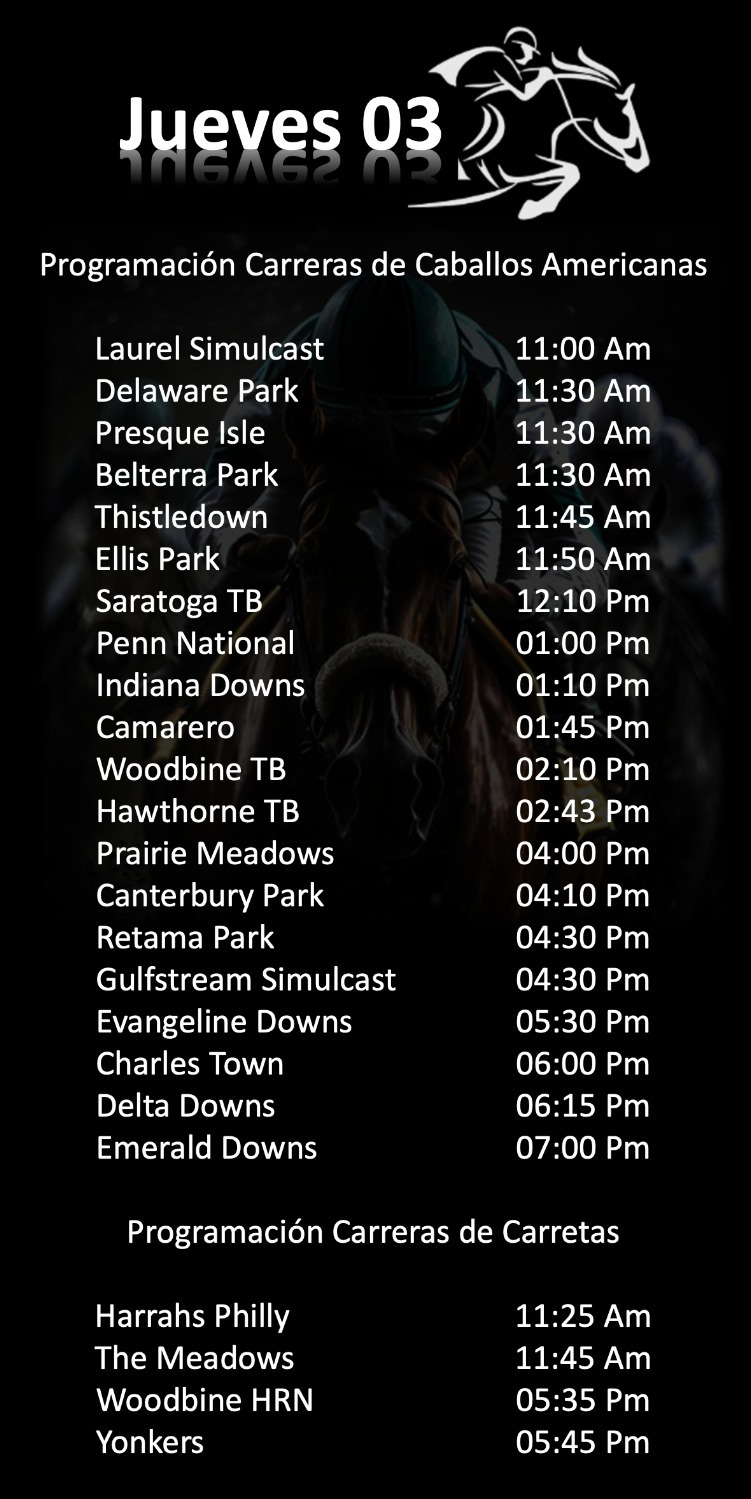 Jueves 03
Programación Carreras de Caballos Americanas
Laurel Simulcast 11:00 Am
Delaware Park 11:30 Am
Presque Isle 11:30 Am
Belterra Park 11:30 Am
Thistledown 11:45 Am
Ellis Park 11:50 Am
Saratoga TB 12:10 Pm
Penn National 01:00 Pm
Indiana Downs 01:10 Pm
Camarero 01:45 Pm
Woodbine TB 02:10 Pm
Hawthorne TB 02:43 Pm
Prairie Meadows 04:00 Pm
Canterbury Park 04:10 Pm
Retama Park 04:30 Pm
Gulfstream Simulcast 04:30 Pm
Evangeline Downs 05:30 Pm
Charles Town 06:00 Pm
Delta Downs 06:15 Pm
Emerald Downs 07:00 Pm
Programación Carreras de Carretas
Harrahs Philly 11:25 Am
The Meadows 11:45 Am
Woodbine HRN 05:35 Pm
Yonkers 05:45 Pm